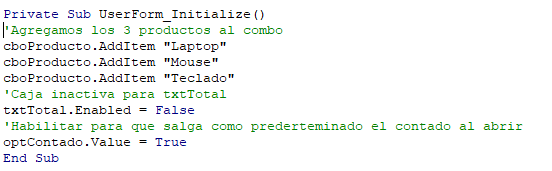 Private Sub UserForm_Initialize()
'Agregamos los 3 productos al combo
cboProducto.AddItem "Laptop"
cboProducto.AddItem "Mouse"
cboProducto.AddItem "Teclado"
'Caja inactiva para txtTotal
txtTotal.Enabled = False
'Habilitar para que salga como prederteminado el contado al abrir
optContado.Value = True
End Sub